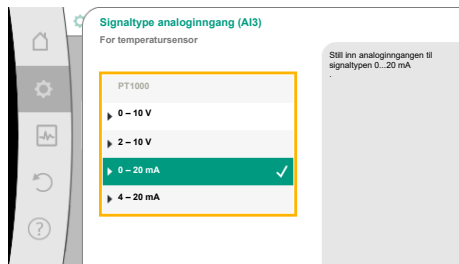 Signaltype analoginngang (AI3)
For temperatursensor
Still inn analoginngangen til
signaltypen 0...20 mA
.
PT1000
0 – 10 V
2 – 10 V
0 – 20 mA
4 – 20 mA
?